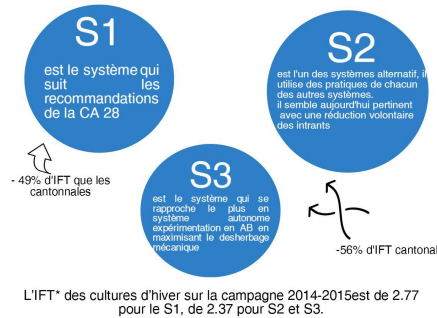 S1
est le système qui
suit les
recommandations
de la CA 28
S2
est l'un des systèmes alternatif, il
utilise des pratiques de chacun
des autres systèmes.
il semble aujourd'hui pertinent
avec une réduction volontaire
des intrants
- 49% d'IFT que les
cantonnales
S3
est le système qui se
rapproche le plus en
système autonome
expérimentation en AB en
maximisant le desherbage
mécanique
-56% d'IFT cantonal
L'IFT* des cultures d'hiver sur la campagne 2014-2015est de 2.77
pour le S1, de 2.37 pour S2 et S3.